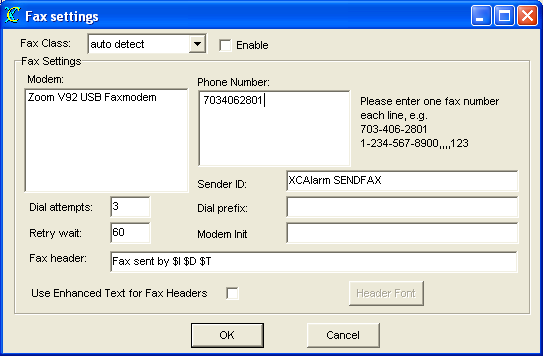 Fax settings
Fax Class:
auto detect
Enable
Fax Settings
Modem:
Zoom V92 USB Faxmodem
Phone Number:
7034062801
Please enter one fax number
each line, e.g.
703-406-2801
1-234-567-8900,,,,123
Sender ID:
XCAlarm SENDFAX
Dial attempts:
3
Dial prefix:
Retry wait:
60
Modem Init
Fax header:
Fax sent by $I $D $T
Use Enhanced Text for Fax Headers
Header Font
OK
Cancel